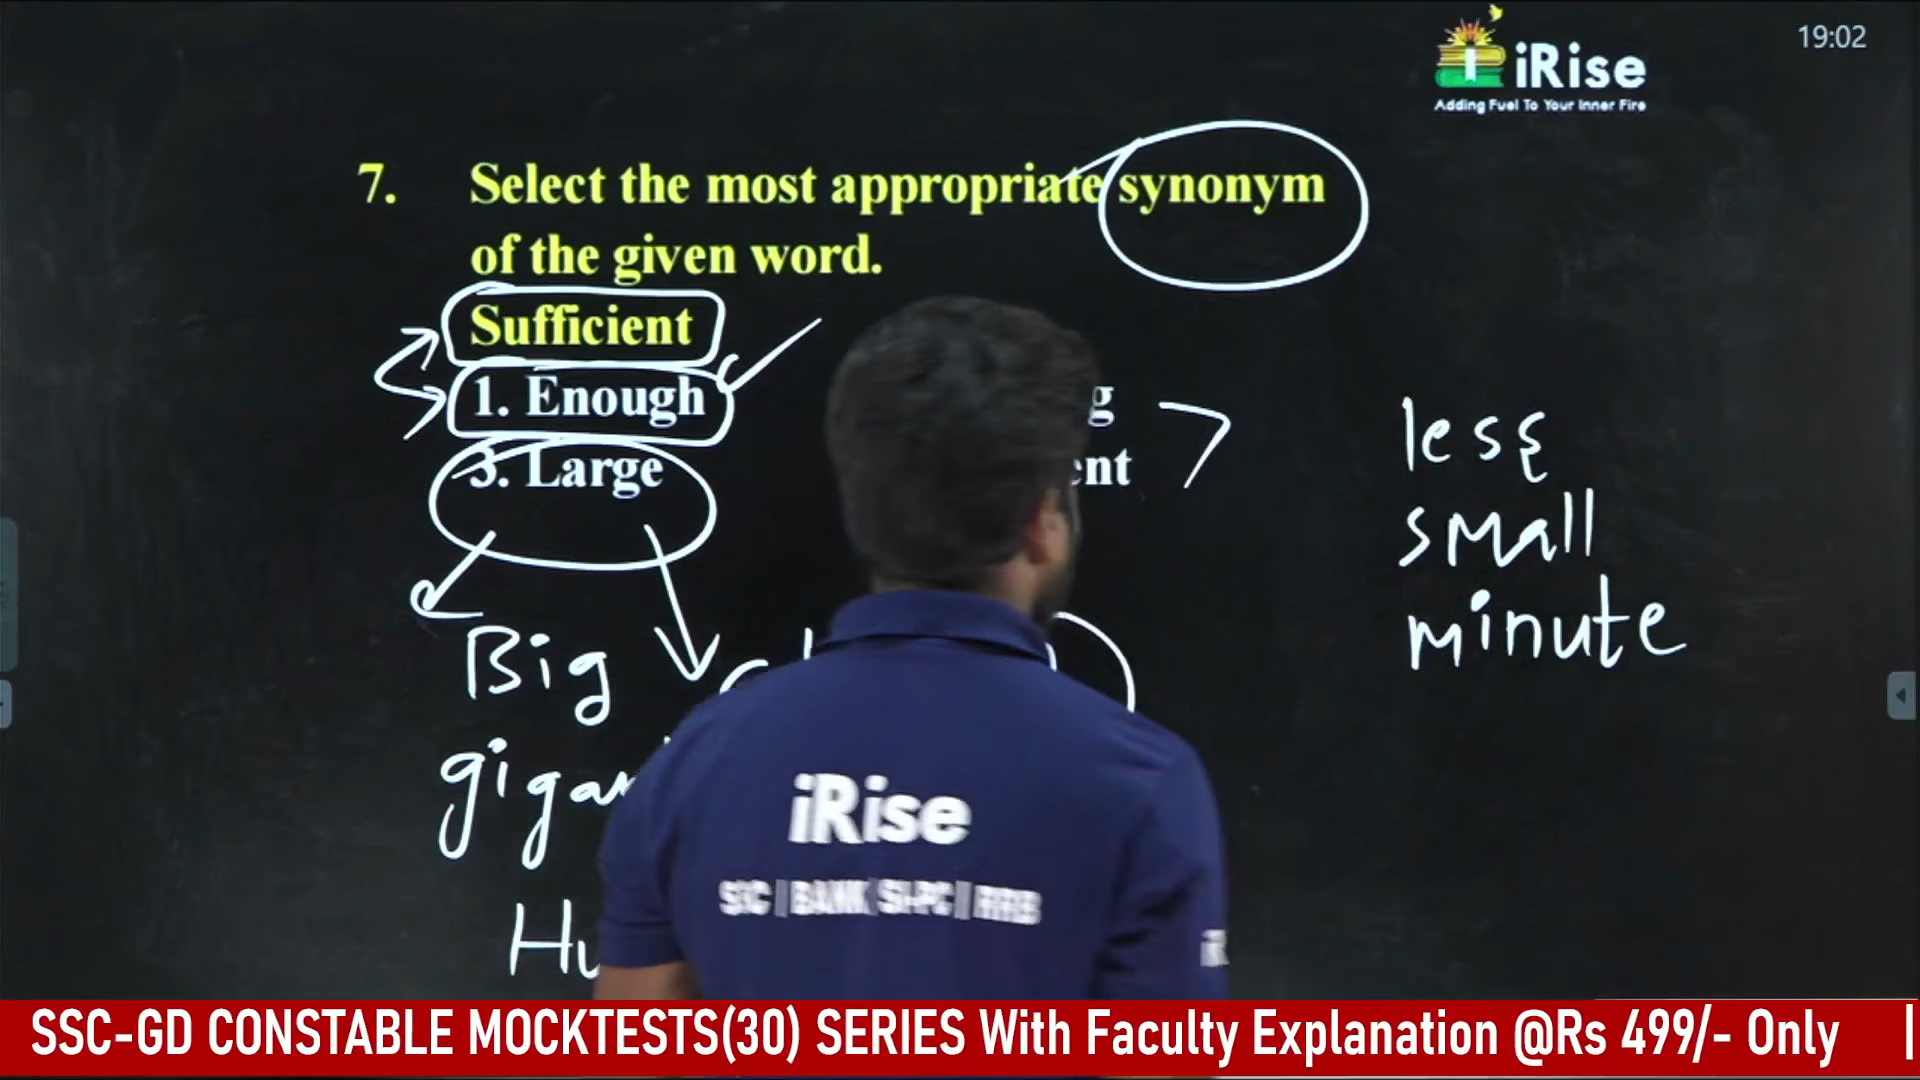 iRise
19:02
Adding Fuel To Your Inner Fire
7. Select the most appropriate synonym
of the given word.
Sufficient
1. Enough
3. Large
less
small
minute
Big
iRise
SSC | BANK | SI-PC | RRB
SSC-GD CONSTABLE MOCKTESTS(30) SERIES With Faculty Explanation @Rs 499/- Only |